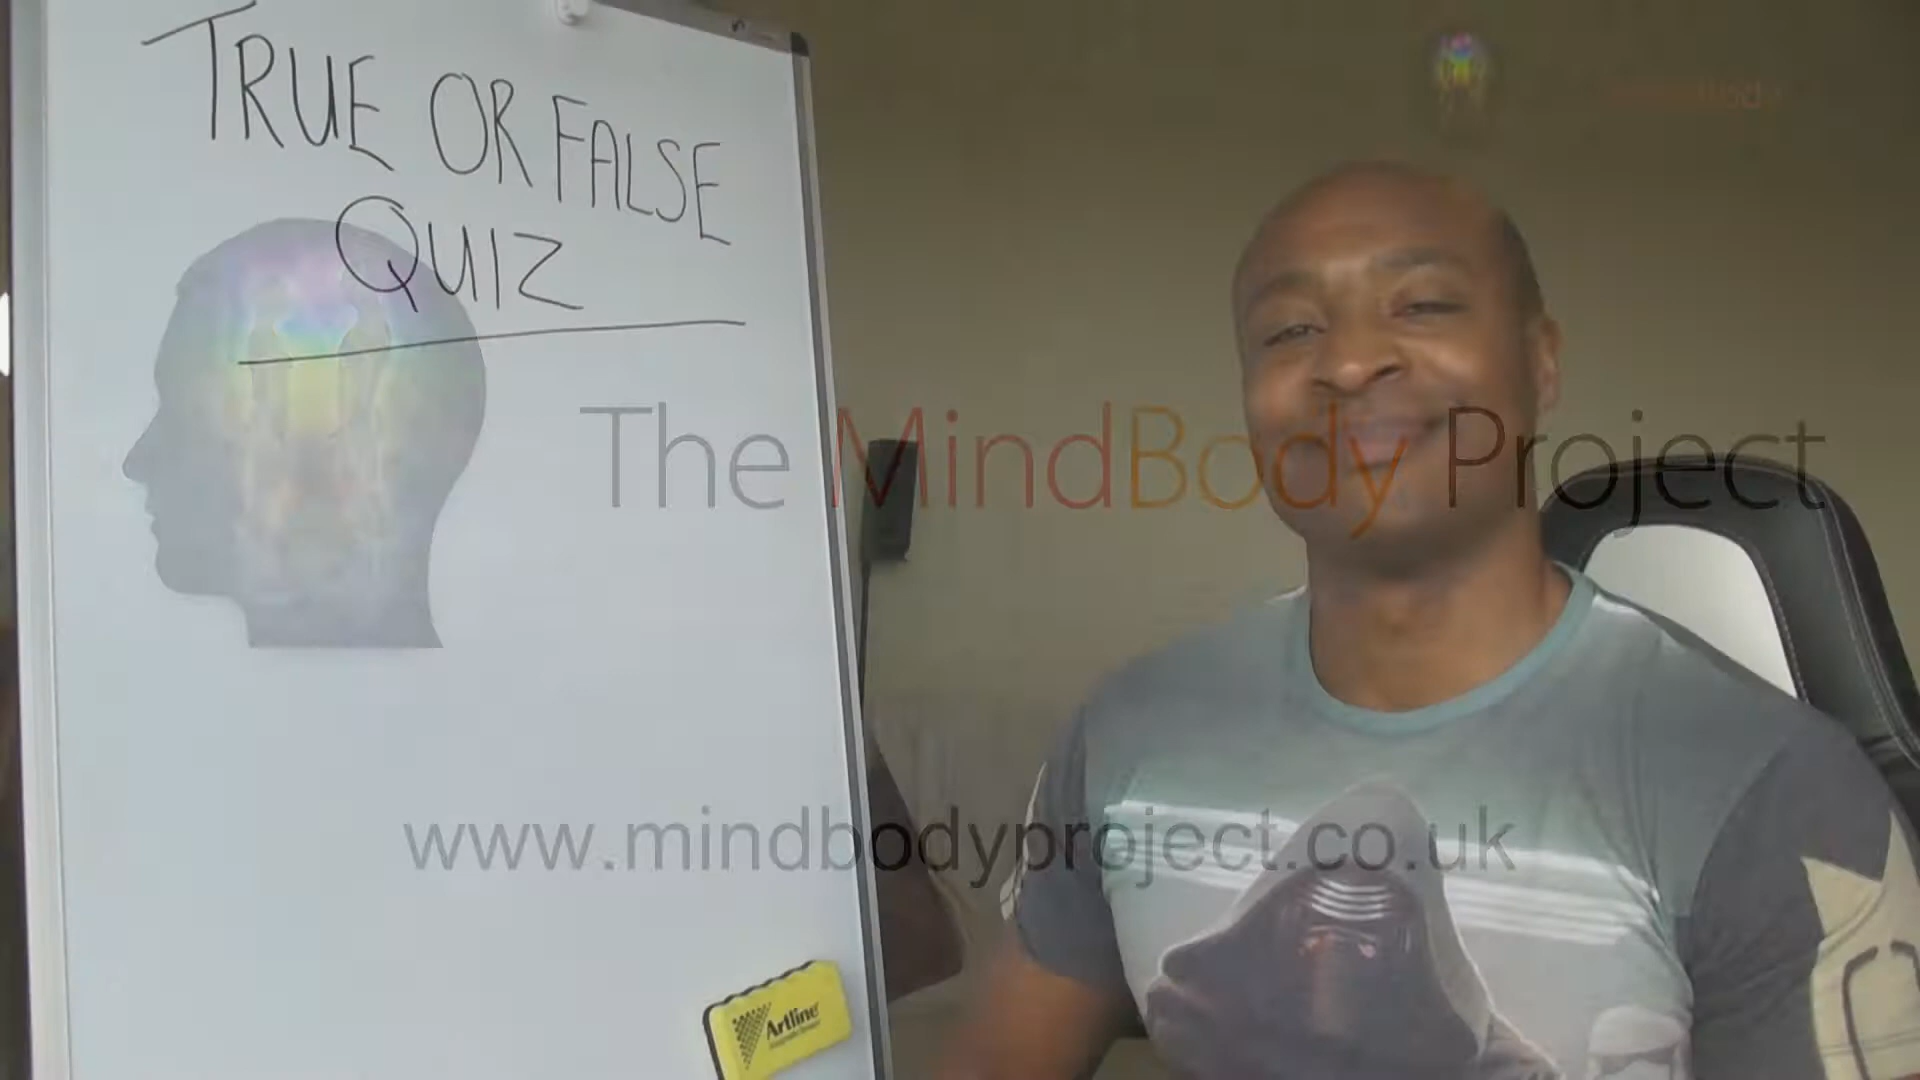 TRUE OR FALSE
QUIZ
The MindBody Project
www.mindbodyproject.co.uk
Artline